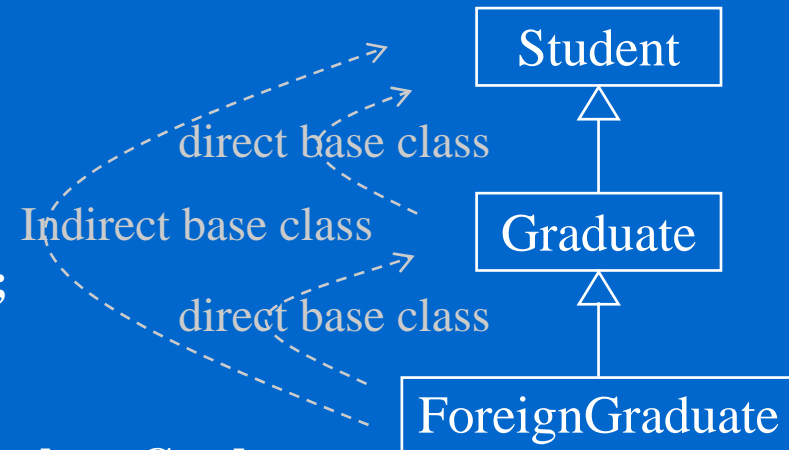 Student
direct base class
Indirect base class
Graduate
;
direct base class
ForeignGraduate